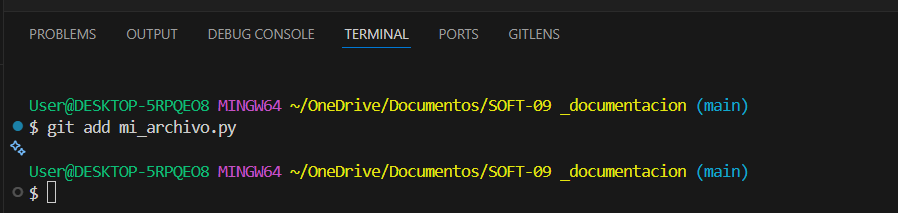 PROBLEMS OUTPUT DEBUG CONSOLE TERMINAL PORTS GITLENS
User@DESKTOP-5RPQEO8 MINGW64 ~/OneDrive/Documentos/SOFT-09 _documentacion (main)
$ git add mi_archivo.py
User@DESKTOP-5RPQEO8 MINGW64 ~/OneDrive/Documentos/SOFT-09 _documentacion (main)
$